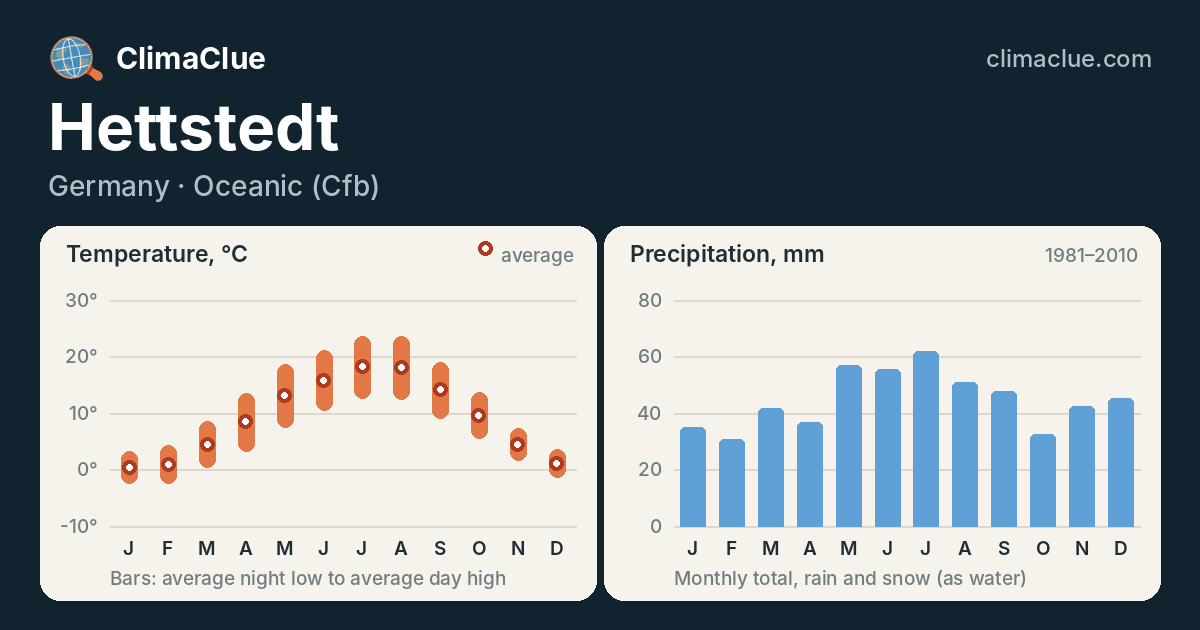 ClimaClue
climaclue.com
Hettstedt
Germany · Oceanic (Cfb)
Temperature, °C
average
30°
20°
10°
0°
-10°
J F M A M J J A S O N D
Bars: average night low to average day high
Precipitation, mm
1981–2010
80
60
40
20
0
J F M A M J J A S O N D
Monthly total, rain and snow (as water)